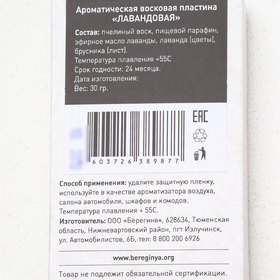 Ароматическая восковая пластина
«ЛАВАНДОВАЯ»
Состав: пчелиный воск, пищевой парафин,
эфирное масло лаванды, лаванда (цветы),
брусника (лист).
Температура плавления +55С
Срок годности: 24 месяца.
Дата изготовления:
Вес: 30 гр.
EAC
4 603726 389877
Способ применения: удалите защитную пленку,
используйте в качестве ароматизатора воздуха,
салона автомобиля, шкафов и комодов.
Температура плавления + 55С.
Изготовитель: ООО «Берегиня», 628634, Тюменская
область, Нижневартовский район, пгт Излучинск,
ул. Автомобилистов, 6Б, тел.: 8 800 200 6926
www.bereginya.org
Товар не подлежит обязательной сертификации.